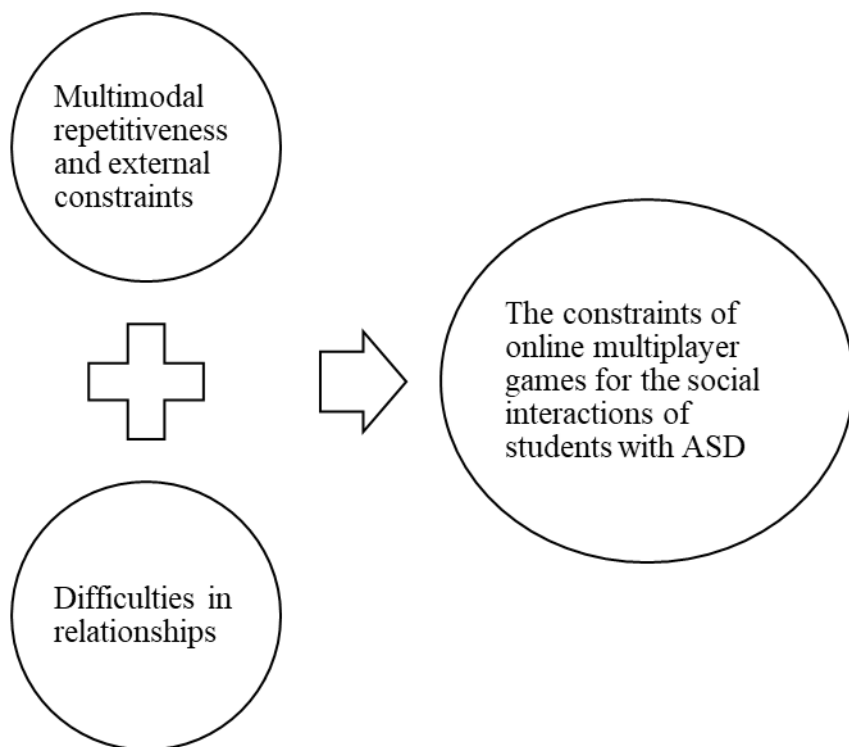 Multimodal
repetitiveness
and external
constraints
The constraints of
online multiplayer
games for the social
interactions of
students with ASD
Difficulties in
relationships